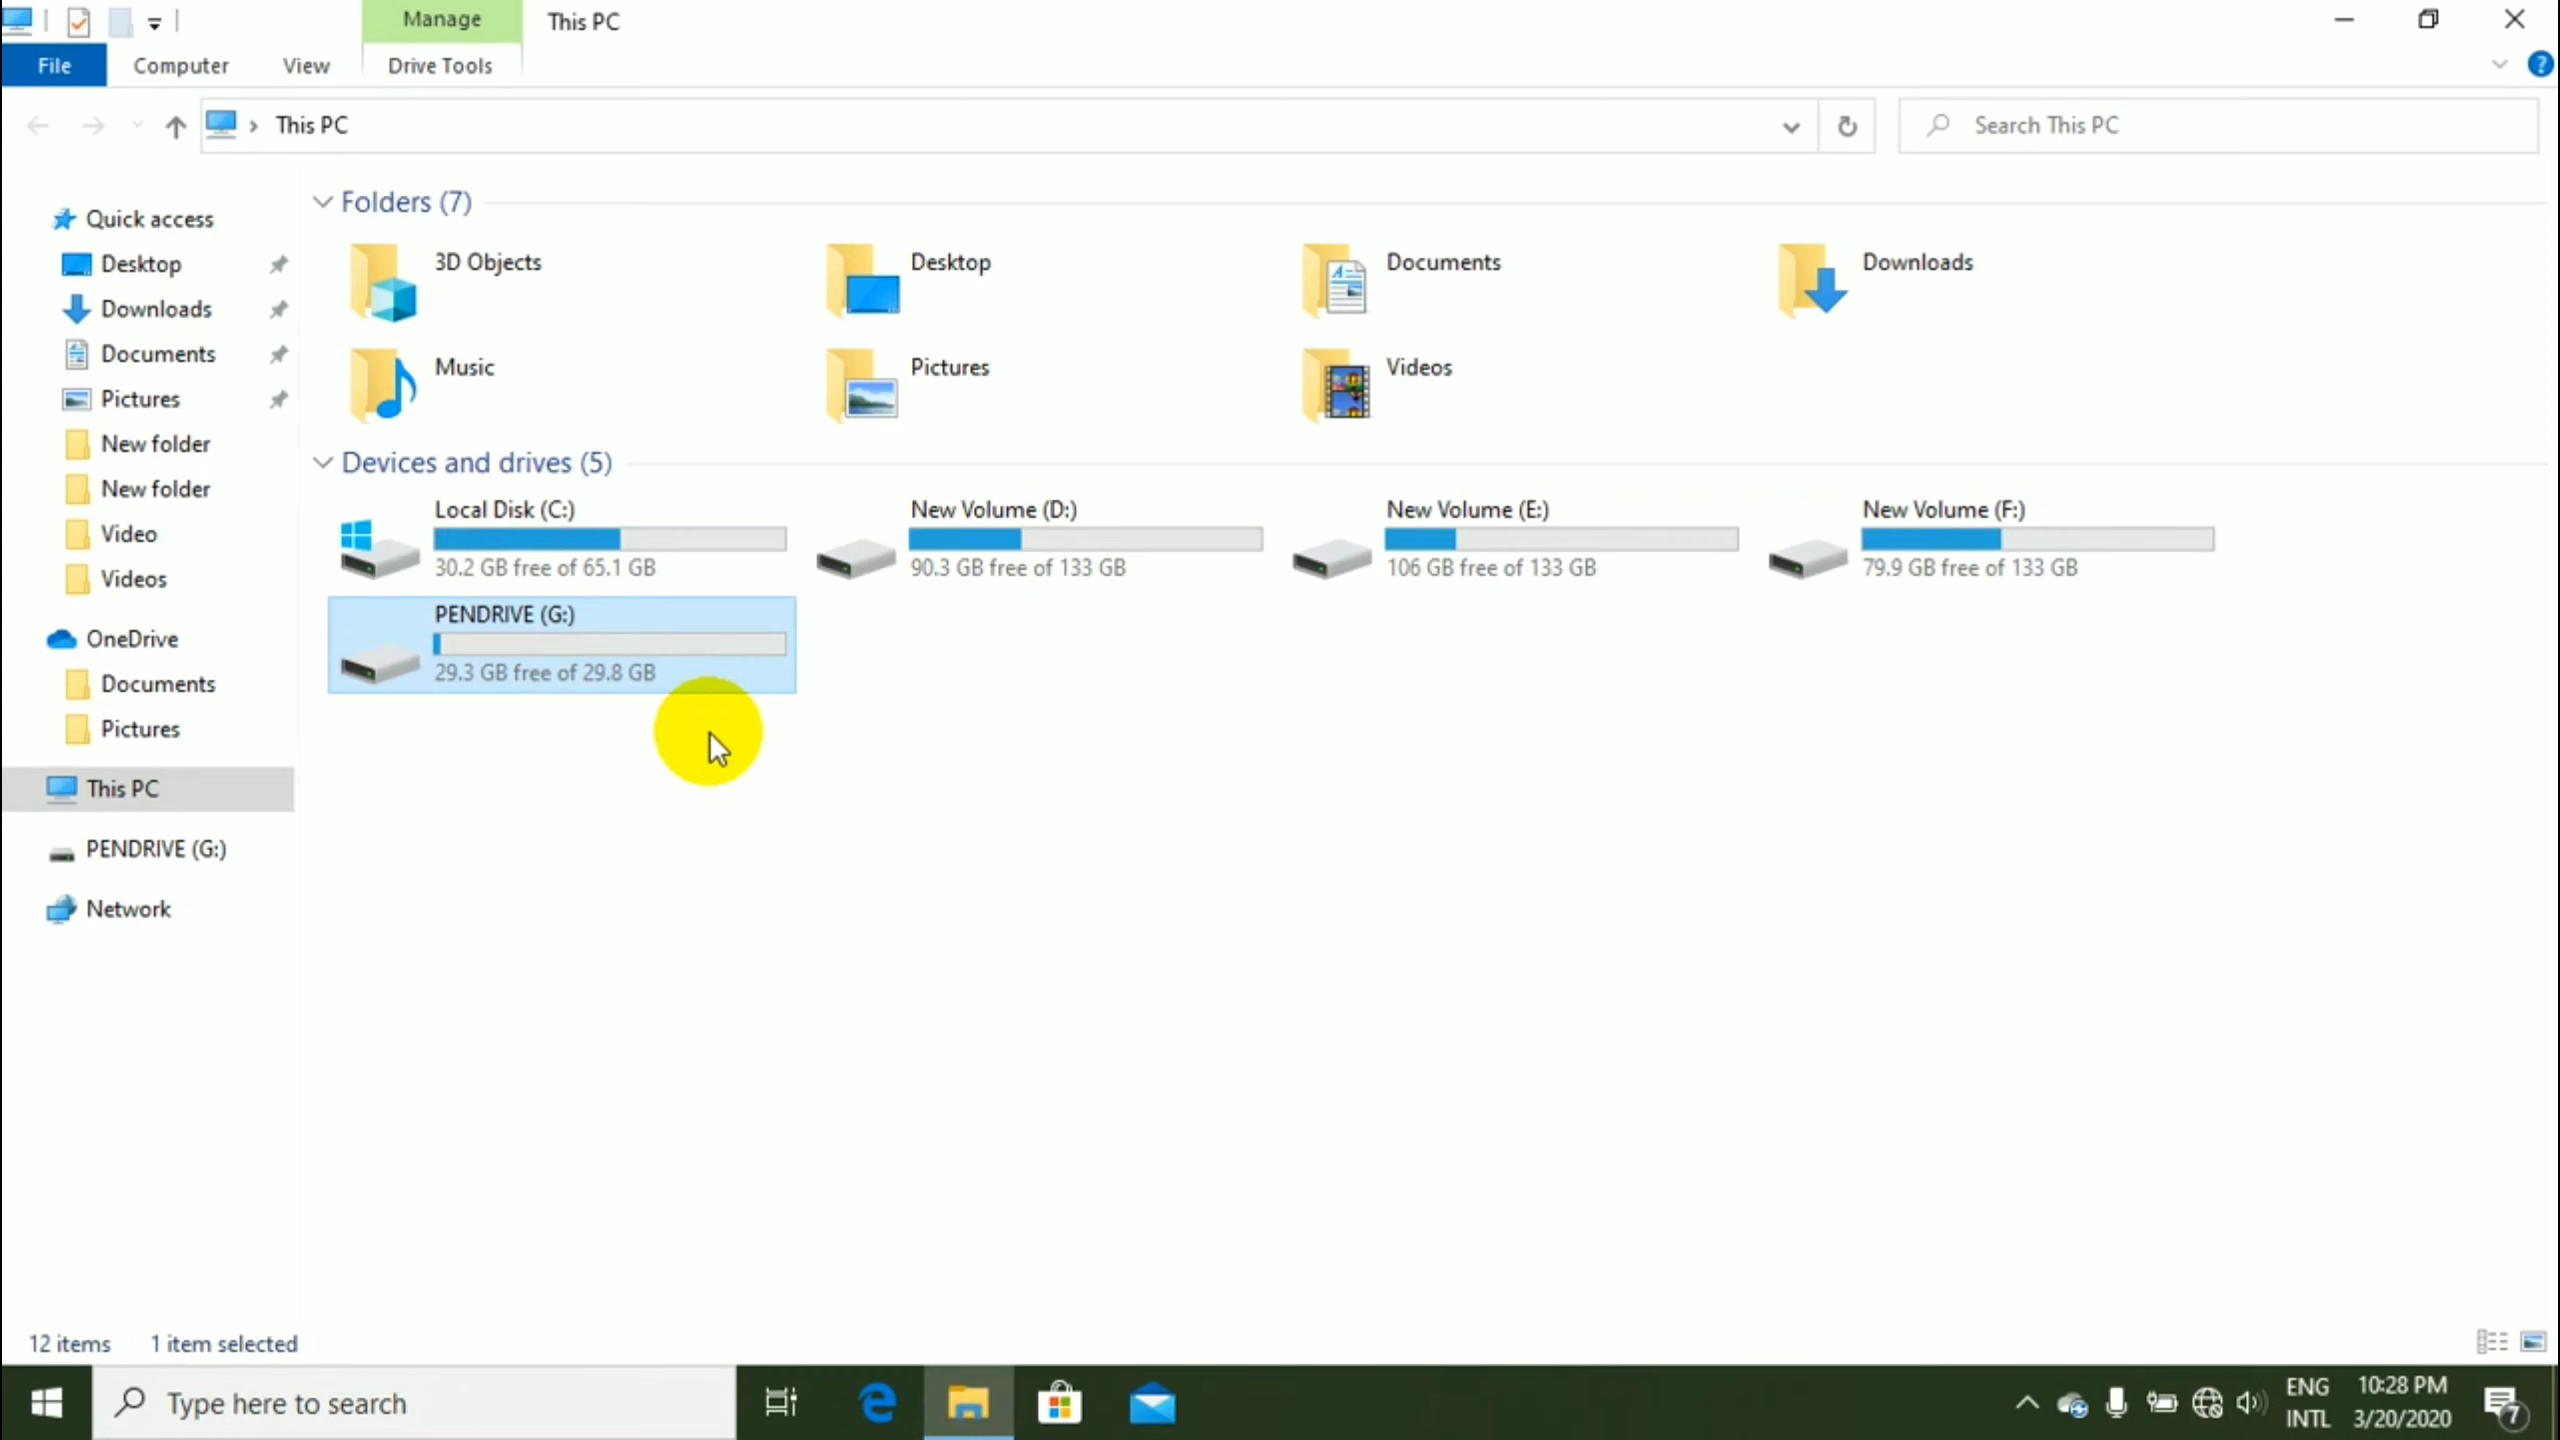 Manage This PC
File Computer View Drive Tools
This PC Search This PC
Quick access
Desktop
Downloads
Documents
Pictures
New folder
New folder
Video
Videos
OneDrive
Documents
Pictures
This PC
PENDRIVE (G:)
Network
Folders (7)
3D Objects Desktop Documents Downloads
Music Pictures Videos
Devices and drives (5)
Local Disk (C:)
30.2 GB free of 65.1 GB
New Volume (D:)
90.3 GB free of 133 GB
New Volume (E:)
106 GB free of 133 GB
New Volume (F:)
79.9 GB free of 133 GB
PENDRIVE (G:)
29.3 GB free of 29.8 GB
12 items 1 item selected
Type here to search
ENG
INTL
10:28 PM
3/20/2020
7